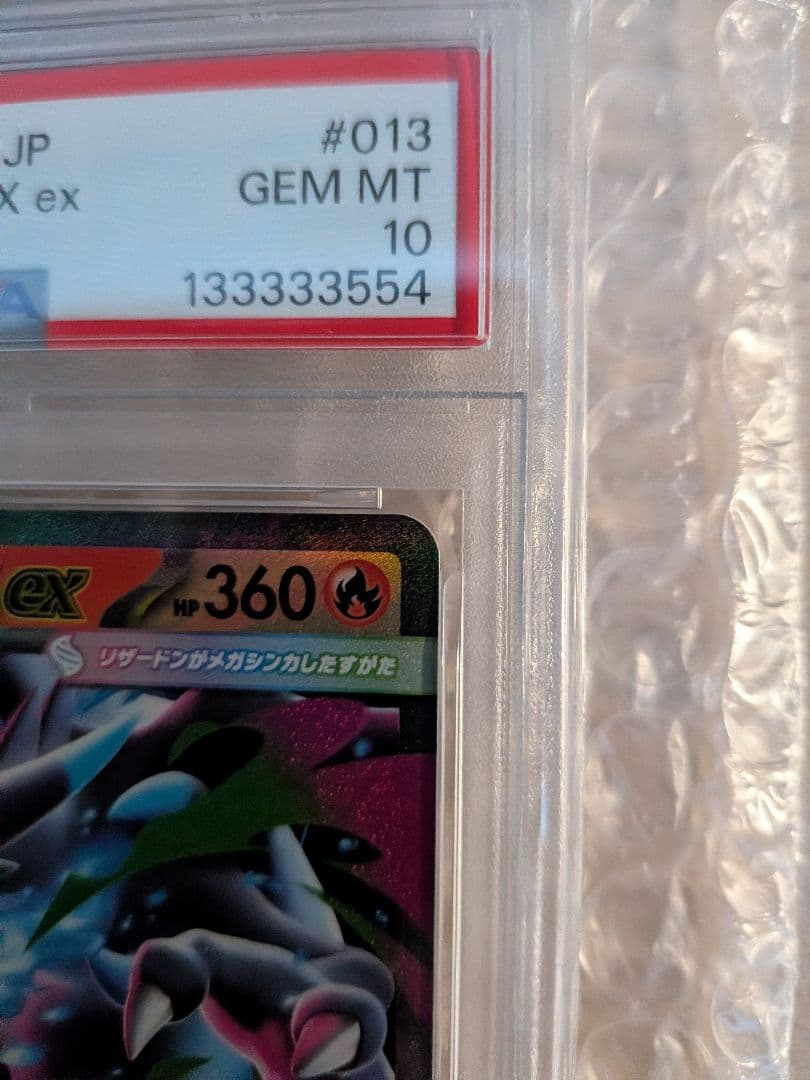 JP #013
X ex GEM MT
10
A 133333554
ex HP 360
リザードンがメガシンカしたすがた